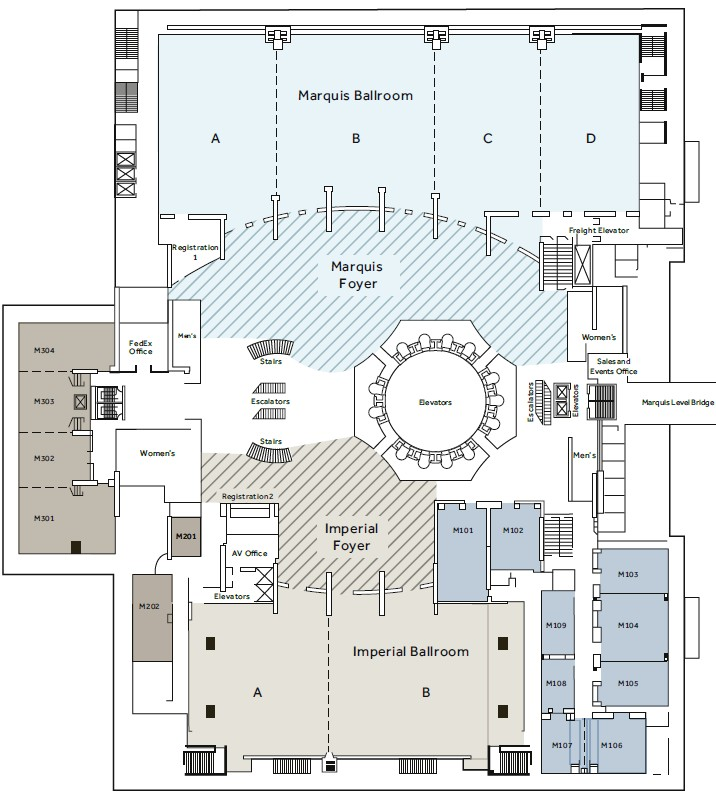 Marquis Ballroom
A
B
C
D
Registration
1
Freight Elevator
Marquis
Foyer
Men's
FedEx
Office
Women's
Stairs
Sales and
Events Office
M304
M303
M302
M301
Escalators
Elevators
Escalators
Elevators
Marquis Level Bridge
Stairs
Women's
Men's
Registration 2
M201
Imperial
Foyer
M101
M102
AV Office
Elevators
M202
M103
M109
M104
Imperial Ballroom
A
B
M108
M105
M107
M106